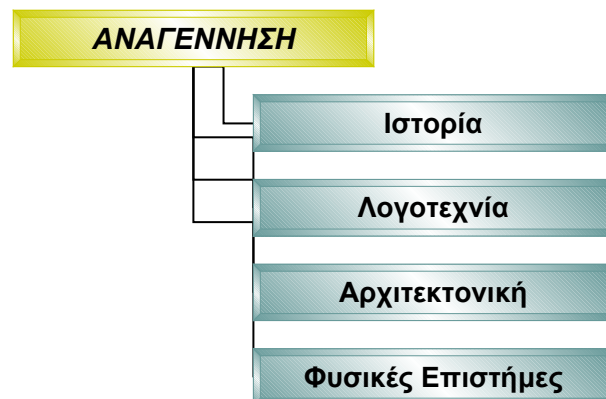 ΑΝΑΓΕΝΝΗΣΗ
Ιστορία
Λογοτεχνία
Αρχιτεκτονική
Φυσικές Επιστήμες